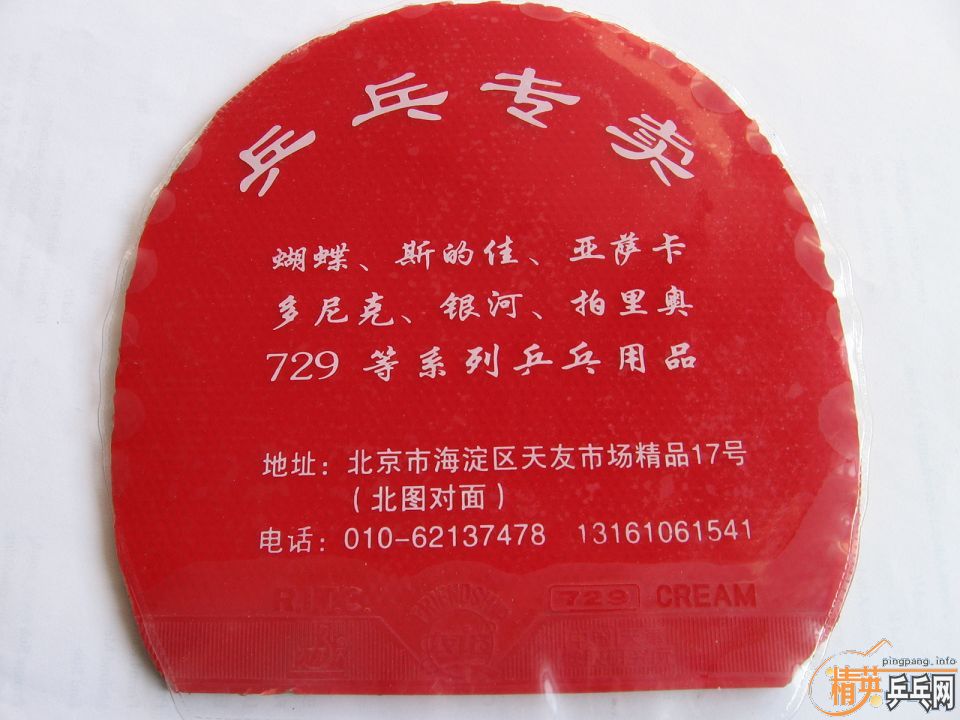 乒乓专卖
蝴蝶、斯的佳、亚萨卡
多尼克、银河、拍里奥
729 等系列乒乓用品
地址：北京市海淀区天友市场精品17号
（北图对面）
电话：010-62137478 13161061541
R.I.T.C FRIENDSHIP 729 CREAM
pingpang.info
精英乒乓网